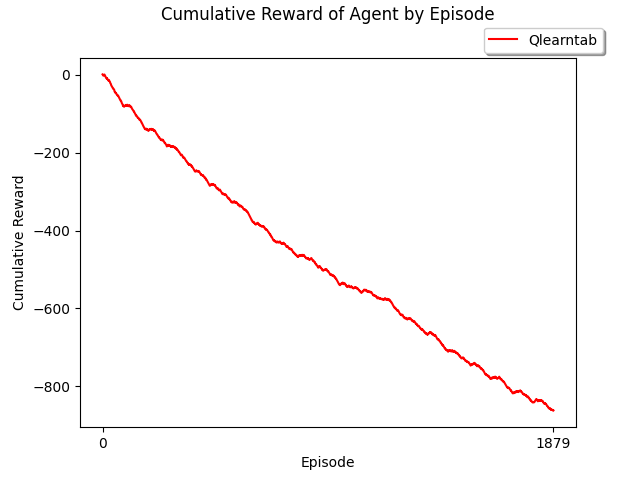 Cumulative Reward of Agent by Episode
Qlearntab
0
−200
−400
−600
−800
Cumulative Reward
0
1879
Episode